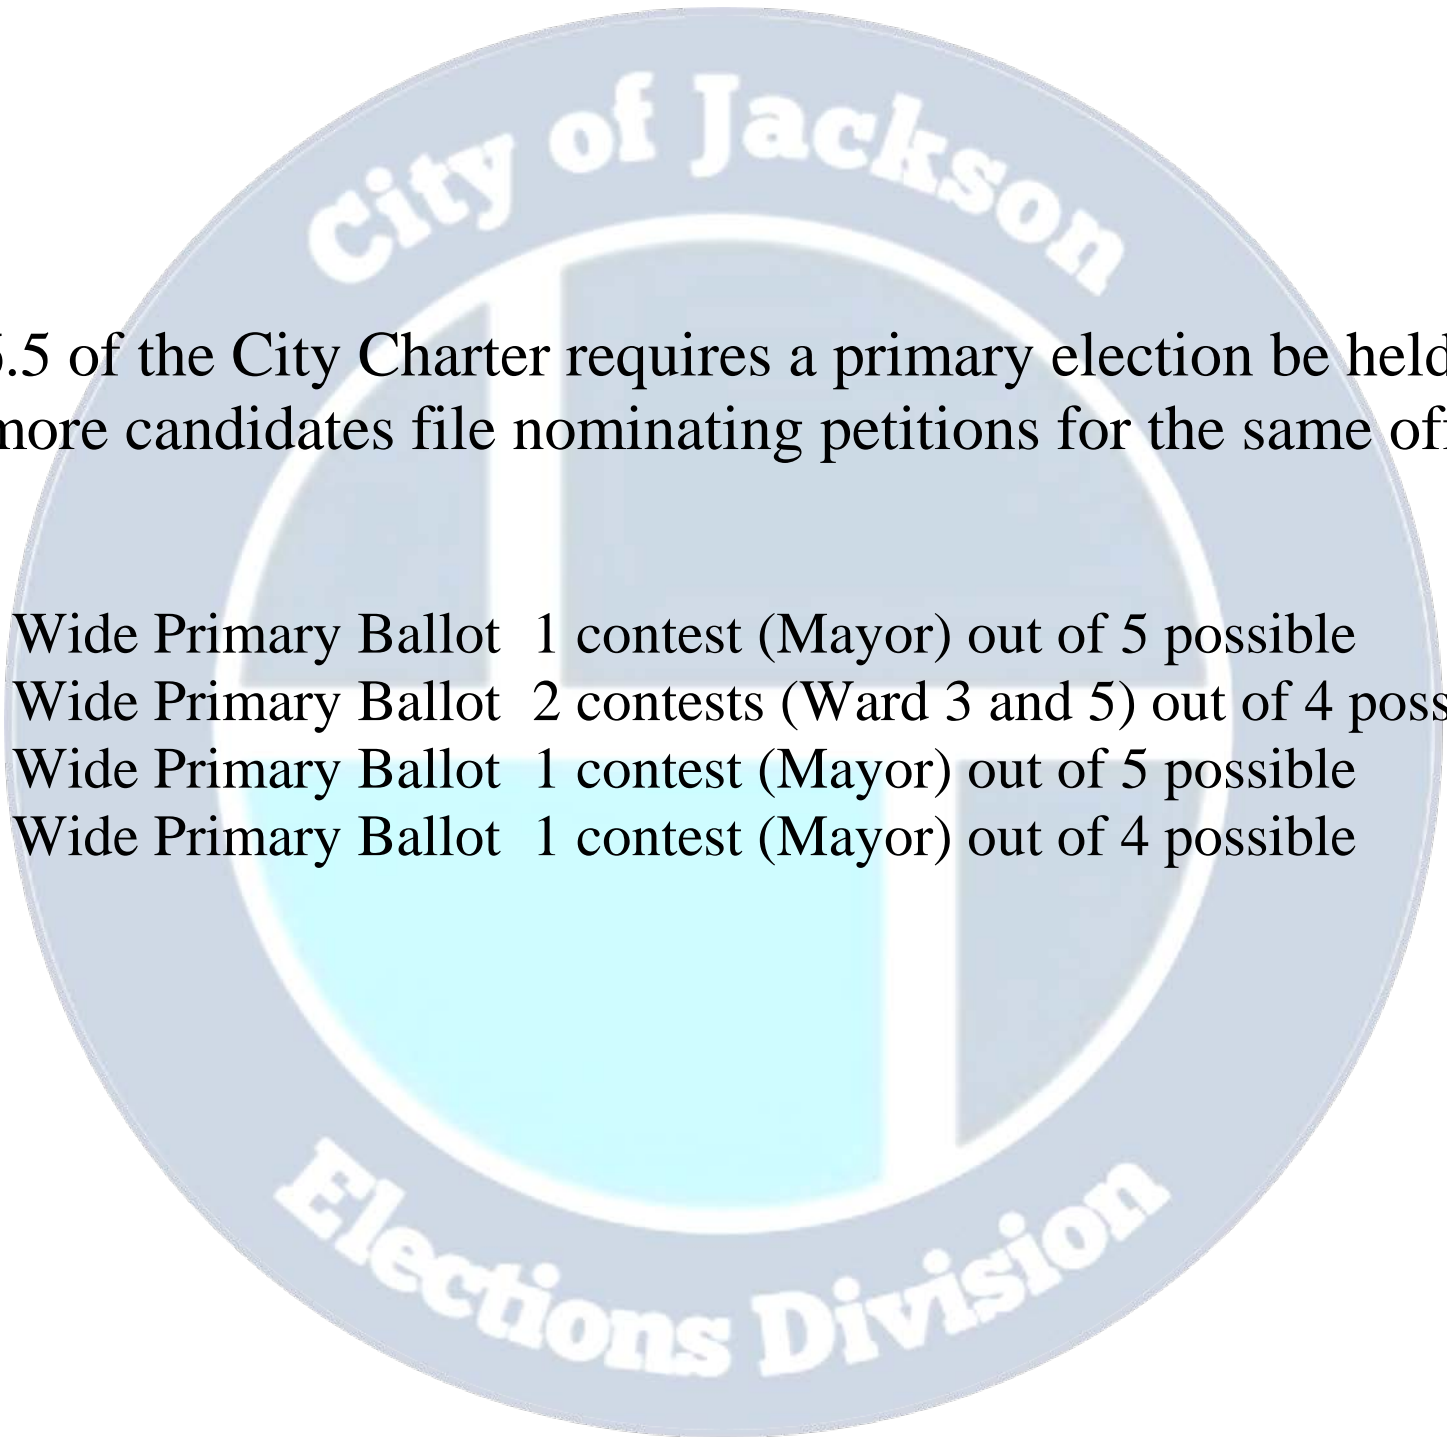 City of Jackson
.5 of the City Charter requires a primary election be held
more candidates file nominating petitions for the same of
Wide Primary Ballot 1 contest (Mayor) out of 5 possible
Wide Primary Ballot 2 contests (Ward 3 and 5) out of 4 poss
Wide Primary Ballot 1 contest (Mayor) out of 5 possible
Wide Primary Ballot 1 contest (Mayor) out of 4 possible
Elections Division